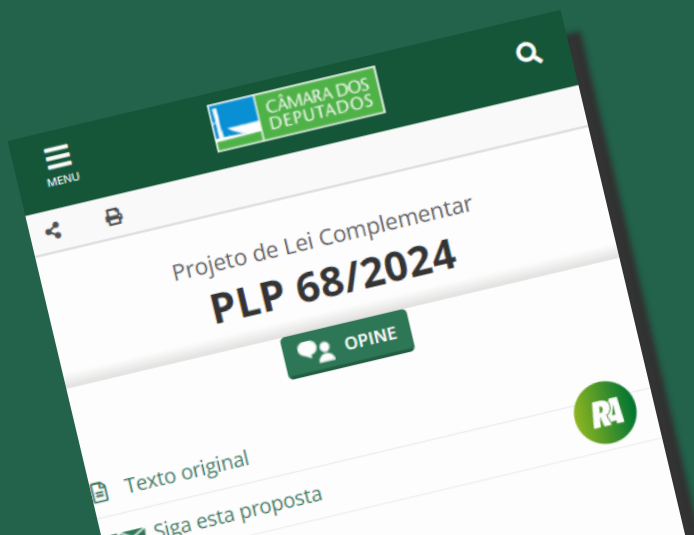 CÂMARA DOS
DEPUTADOS
MENU
Projeto de Lei Complementar
PLP 68/2024
OPINE
RA
Texto original
Siga esta proposta